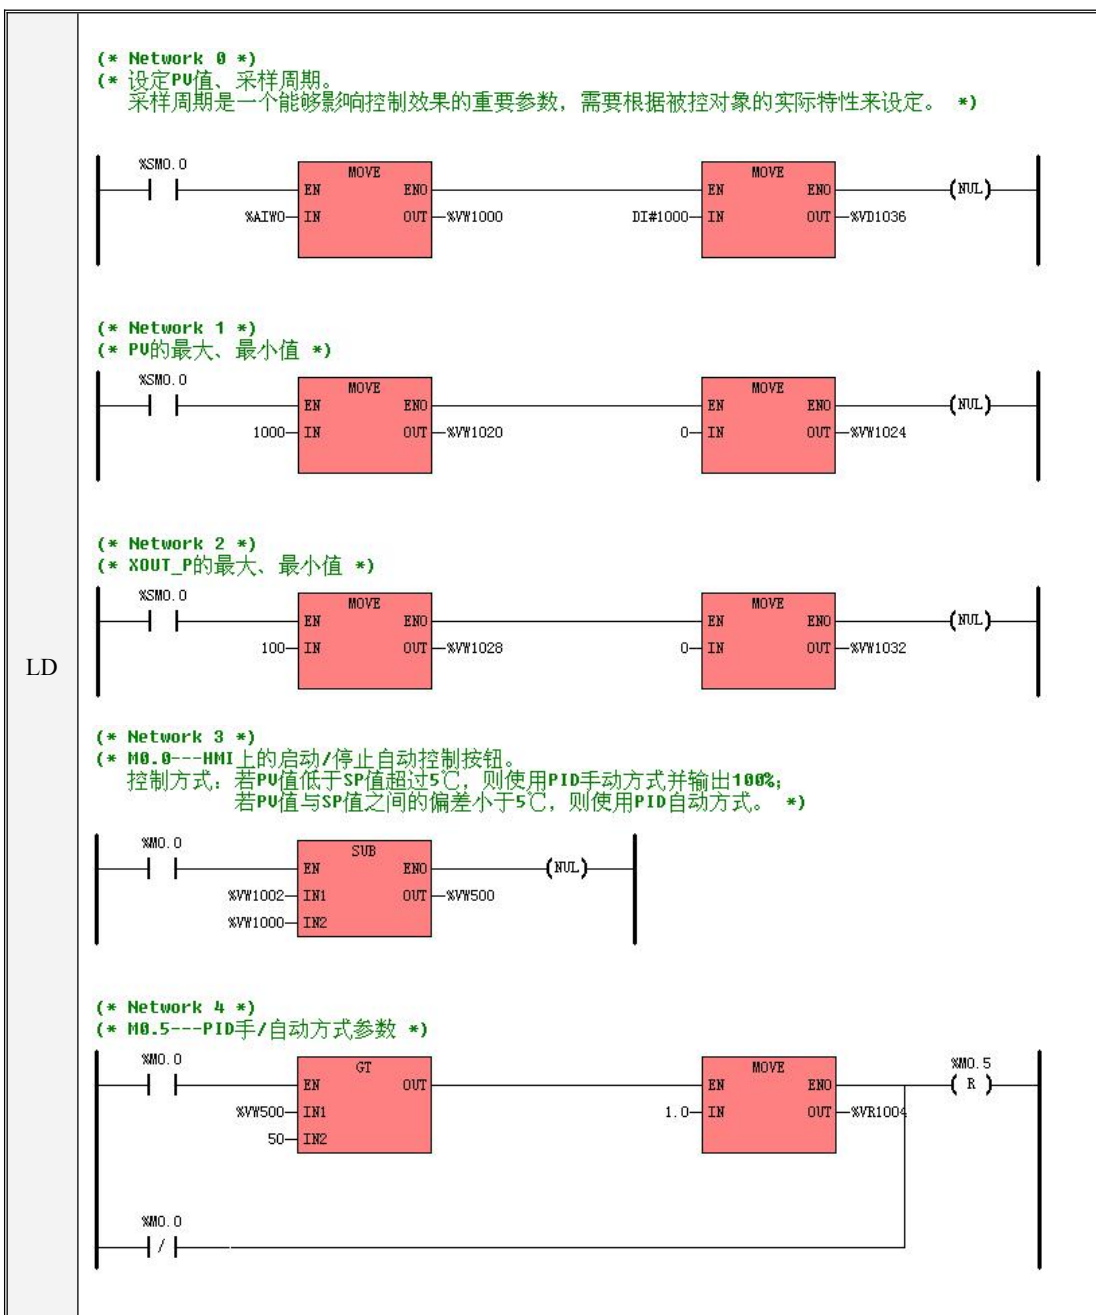 (* Network 0 *)
(* 设定PV值、采样周期。
采样周期是一个能够影响控制效果的重要参数，需要根据被控对象的实际特性来设定。 *)
%SM0.0
MOVE
MOVE
EN ENO
EN ENO
(NUL)
%AIW0 IN OUT %VW1000
DI#1000 IN OUT %VD1036
(* Network 1 *)
(* PV的最大、最小值 *)
%SM0.0
MOVE
MOVE
EN ENO
EN ENO
(NUL)
1000 IN OUT %VW1020
0 IN OUT %VW1024
(* Network 2 *)
(* XOUT_P的最大、最小值 *)
%SM0.0
MOVE
MOVE
EN ENO
EN ENO
(NUL)
100 IN OUT %VW1028
0 IN OUT %VW1032
LD
(* Network 3 *)
(* M0.0---HMI上的启动/停止自动控制按钮。
控制方式：若PV值低于SP值超过5℃，则使用PID手动方式并输出100%;
若PV值与SP值之间的偏差小于5℃，则使用PID自动方式。 *)
%M0.0
SUB
EN ENO
(NUL)
%VW1002 IN1 OUT %VW500
%VW1000 IN2
(* Network 4 *)
(* M0.5---PID手/自动方式参数 *)
%M0.0
GT
MOVE
%M0.5
EN OUT
EN ENO
( R )
%VW500 IN1
1.0 IN OUT %VR1004
50 IN2
%M0.0
/